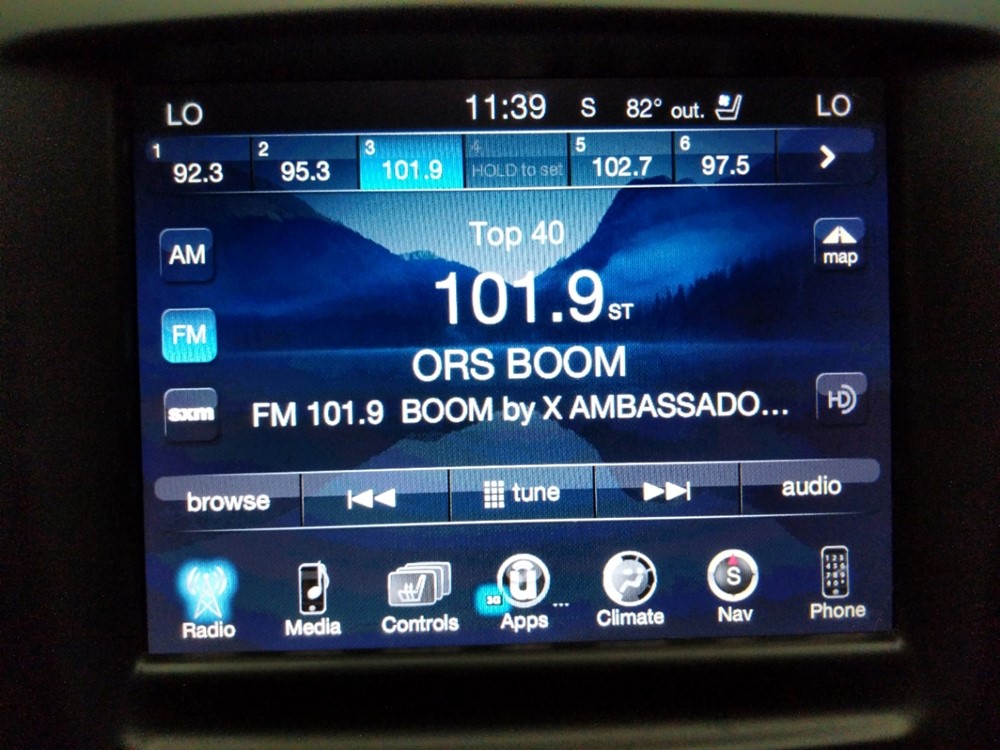 LO 11:39 S 82° out. LO
1 92.3 2 95.3 3 101.9 4 HOLD to set 5 102.7 6 97.5
Top 40
AM
map
101.9 ST
FM
ORS BOOM
sxm
FM 101.9 BOOM by X AMBASSADO...
HD
browse tune audio
3G
S
Radio Media Controls Apps ... Climate Nav Phone